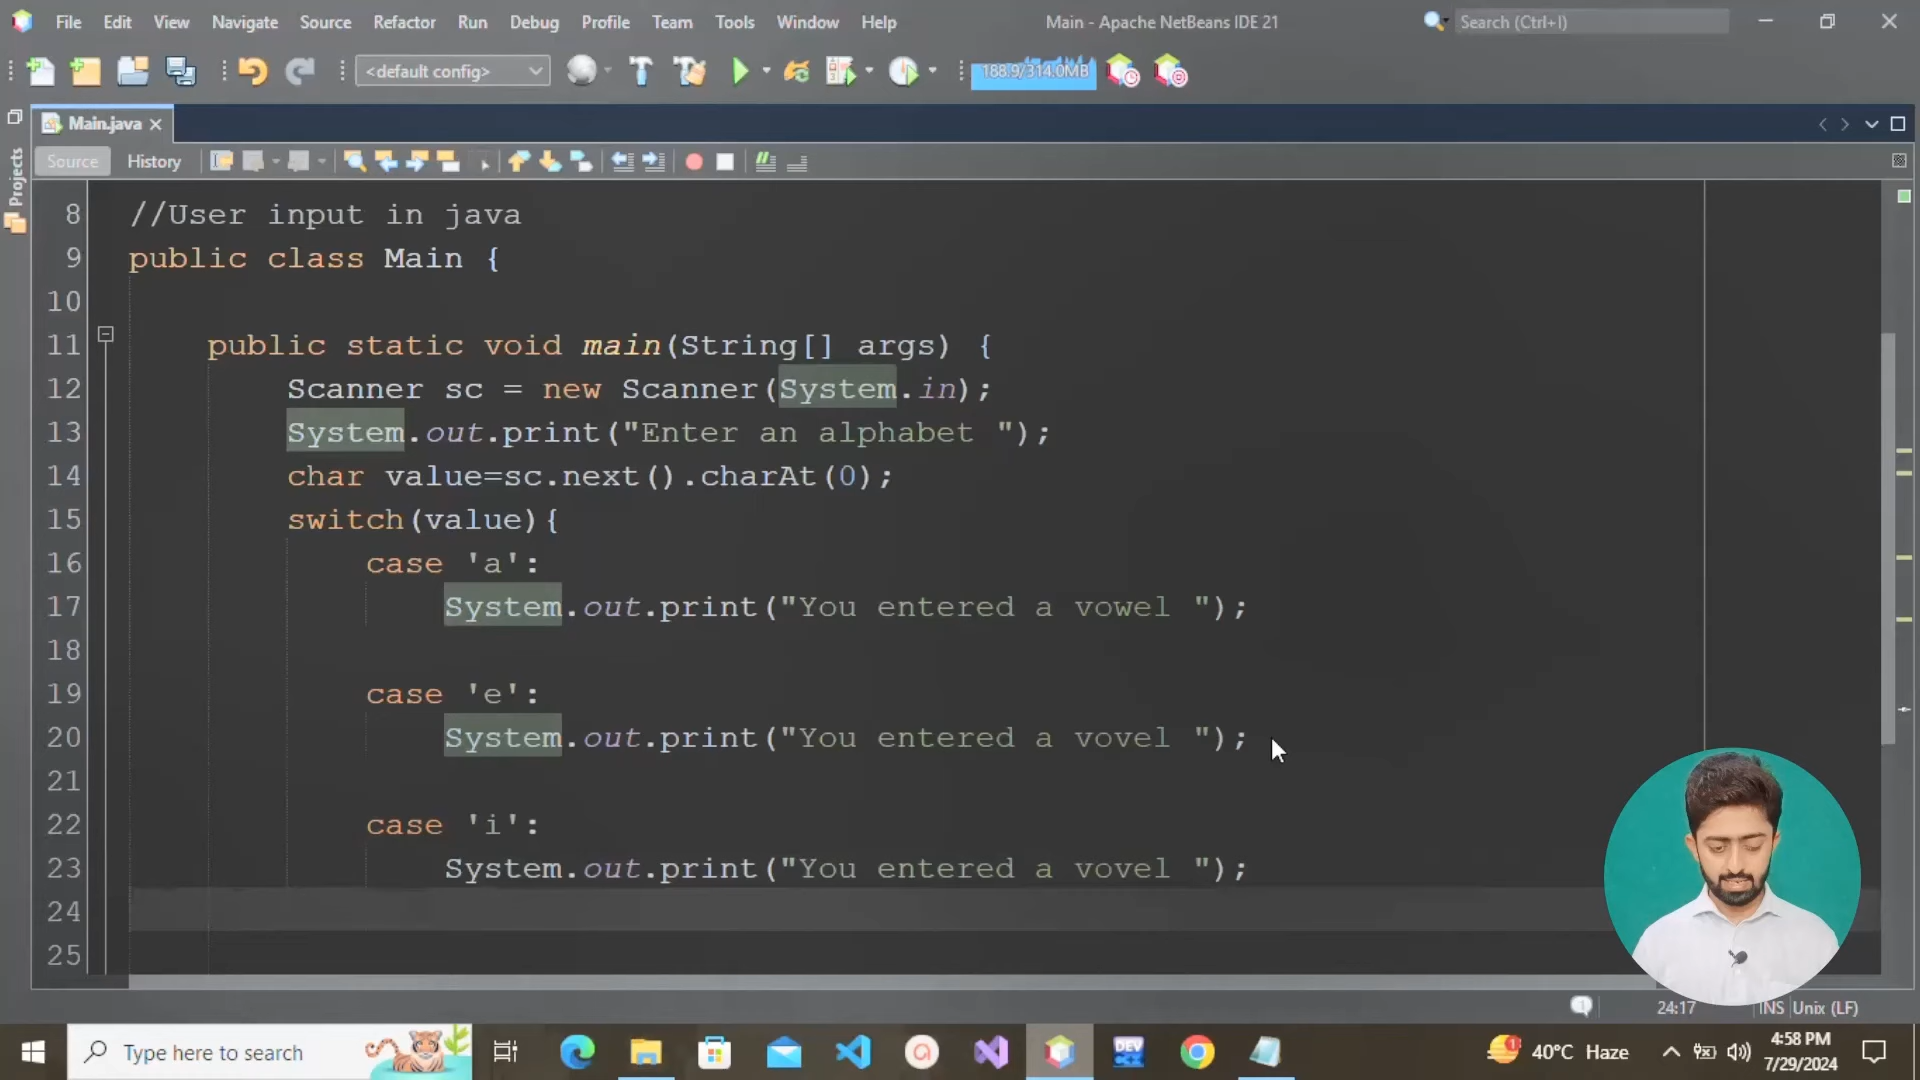 File Edit View Navigate Source Refactor Run Debug Profile Team Tools Window Help
Main - Apache NetBeans IDE 21
Search (Ctrl+I)
<default config>
188.9/314.0MB
Main.java
Projects
Source History
8 //User input in java
9 public class Main {
10
11 public static void main(String[] args) {
12 Scanner sc = new Scanner(System.in);
13 System.out.print("Enter an alphabet ");
14 char value=sc.next().charAt(0);
15 switch(value){
16 case 'a':
17 System.out.print("You entered a vowel ");
18
19 case 'e':
20 System.out.print("You entered a vovel ");
21
22 case 'i':
23 System.out.print("You entered a vovel ");
24
25
24:17 INS Unix (LF)
Type here to search
DEV
1
40°C Haze
4:58 PM
7/29/2024